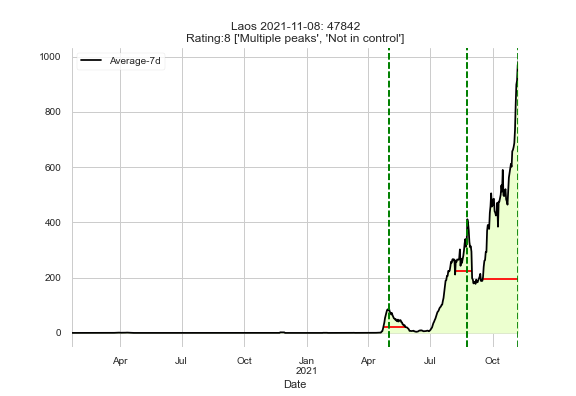 Laos 2021-11-08: 47842
Rating:8 ['Multiple peaks', 'Not in control']
Average-7d
1000
800
600
400
200
0
Apr Jul Oct Jan Apr Jul Oct
2021
Date